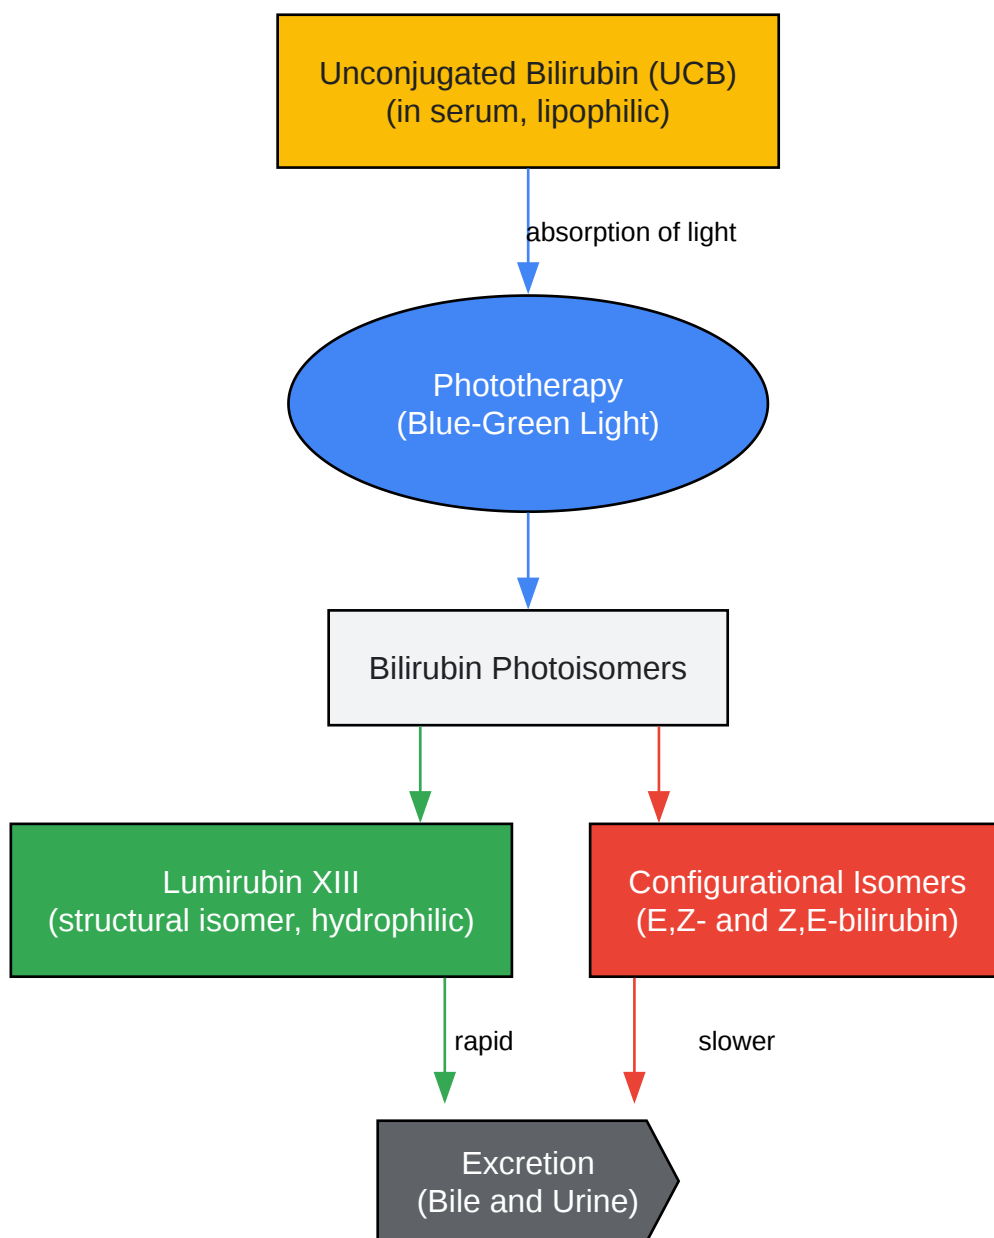 Unconjugated Bilirubin (UCB)
(in serum, lipophilic)
absorption of light
Phototherapy
(Blue-Green Light)
Bilirubin Photoisomers
Lumirubin XIII
(structural isomer, hydrophilic)
Configurational Isomers
(E,Z- and Z,E-bilirubin)
rapid
slower
Excretion
(Bile and Urine)